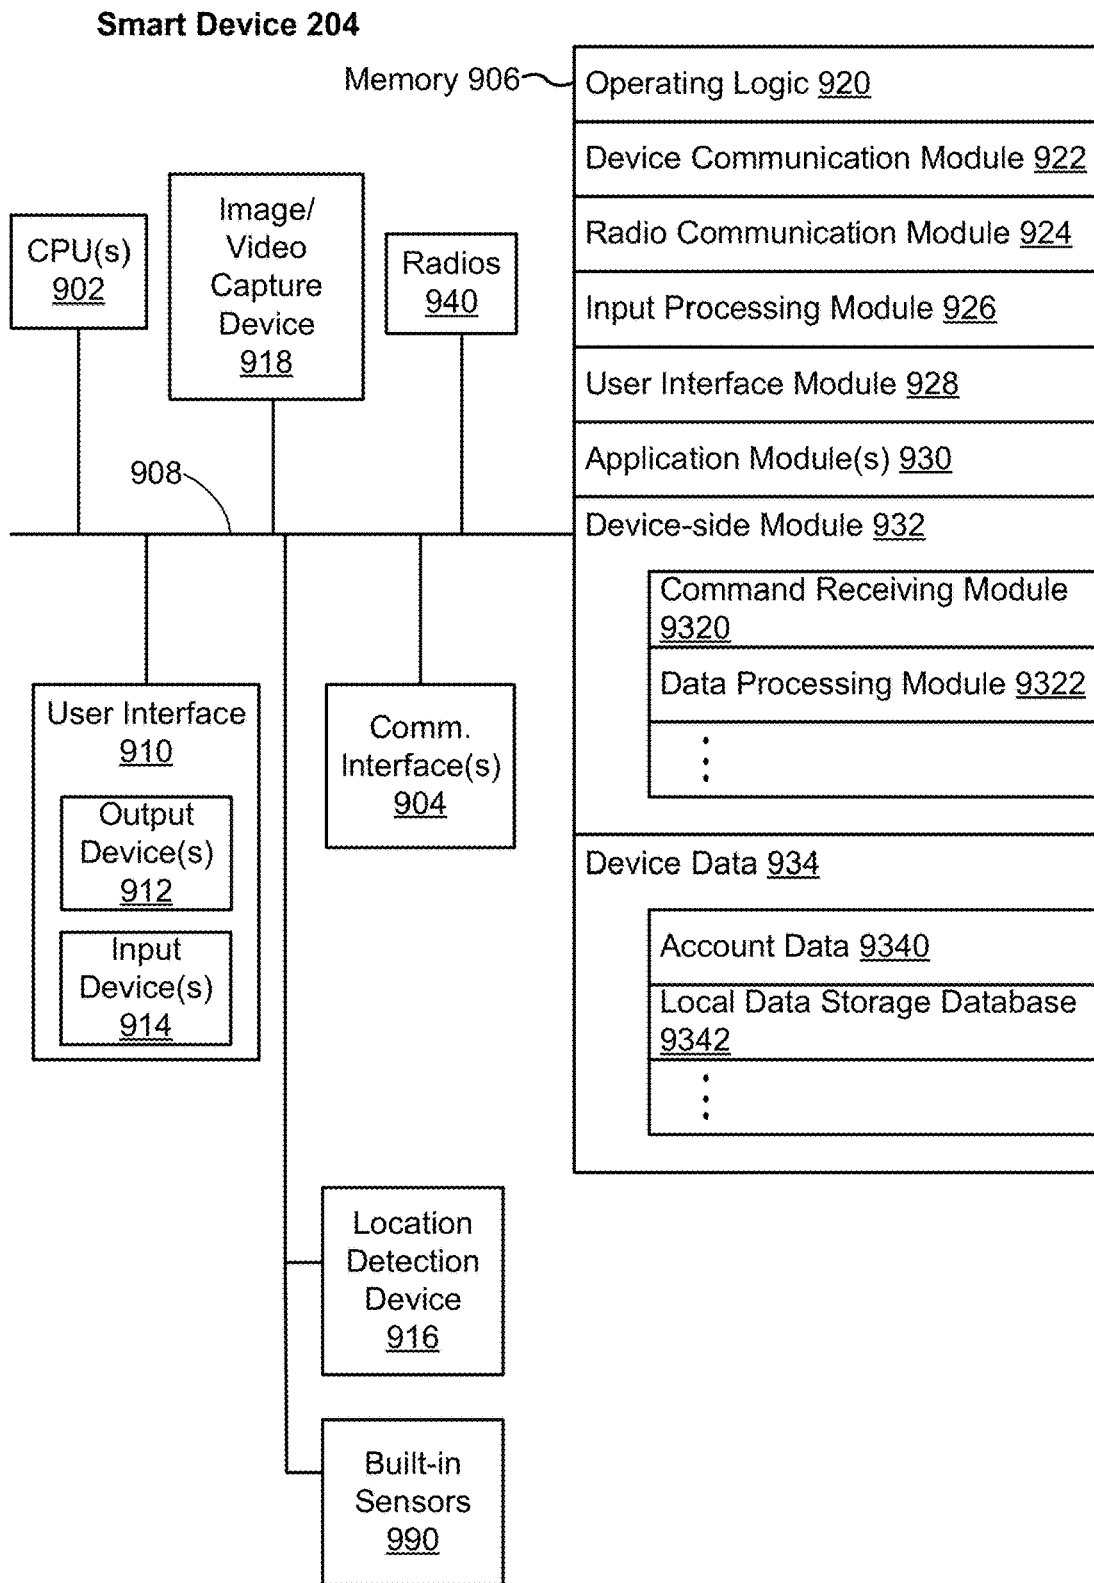 Smart Device 204
Memory 906
Operating Logic 920
Device Communication Module 922
Radio Communication Module 924
Input Processing Module 926
User Interface Module 928
Application Module(s) 930
Device-side Module 932
Command Receiving Module
9320
Data Processing Module 9322
Device Data 934
Account Data 9340
Local Data Storage Database
9342
CPU(s)
902
Image/
Video
Capture
Device
918
Radios
940
908
User Interface
910
Output
Device(s)
912
Input
Device(s)
914
Comm.
Interface(s)
904
Location
Detection
Device
916
Built-in
Sensors
990